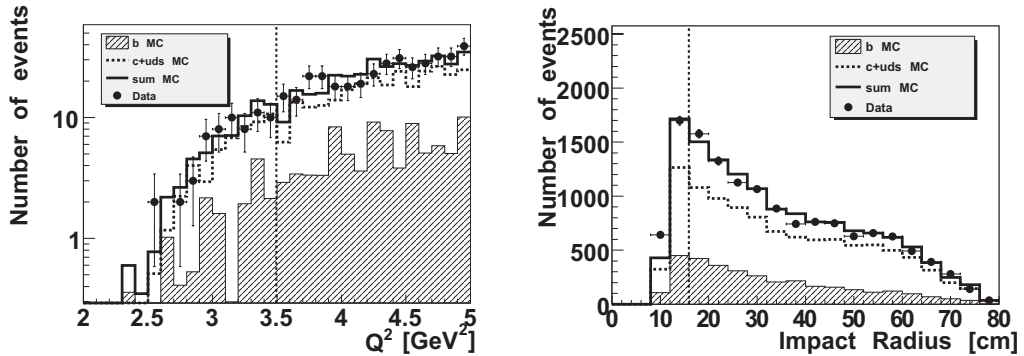 Number of events
b MC
c+uds MC
sum MC
Data
10
1
2 2.5 3 3.5 4 4.5 5
Q² [GeV²]
Number of events
2500
2000
1500
1000
500
0
b MC
c+uds MC
sum MC
Data
0 10 20 30 40 50 60 70 80
Impact Radius [cm]